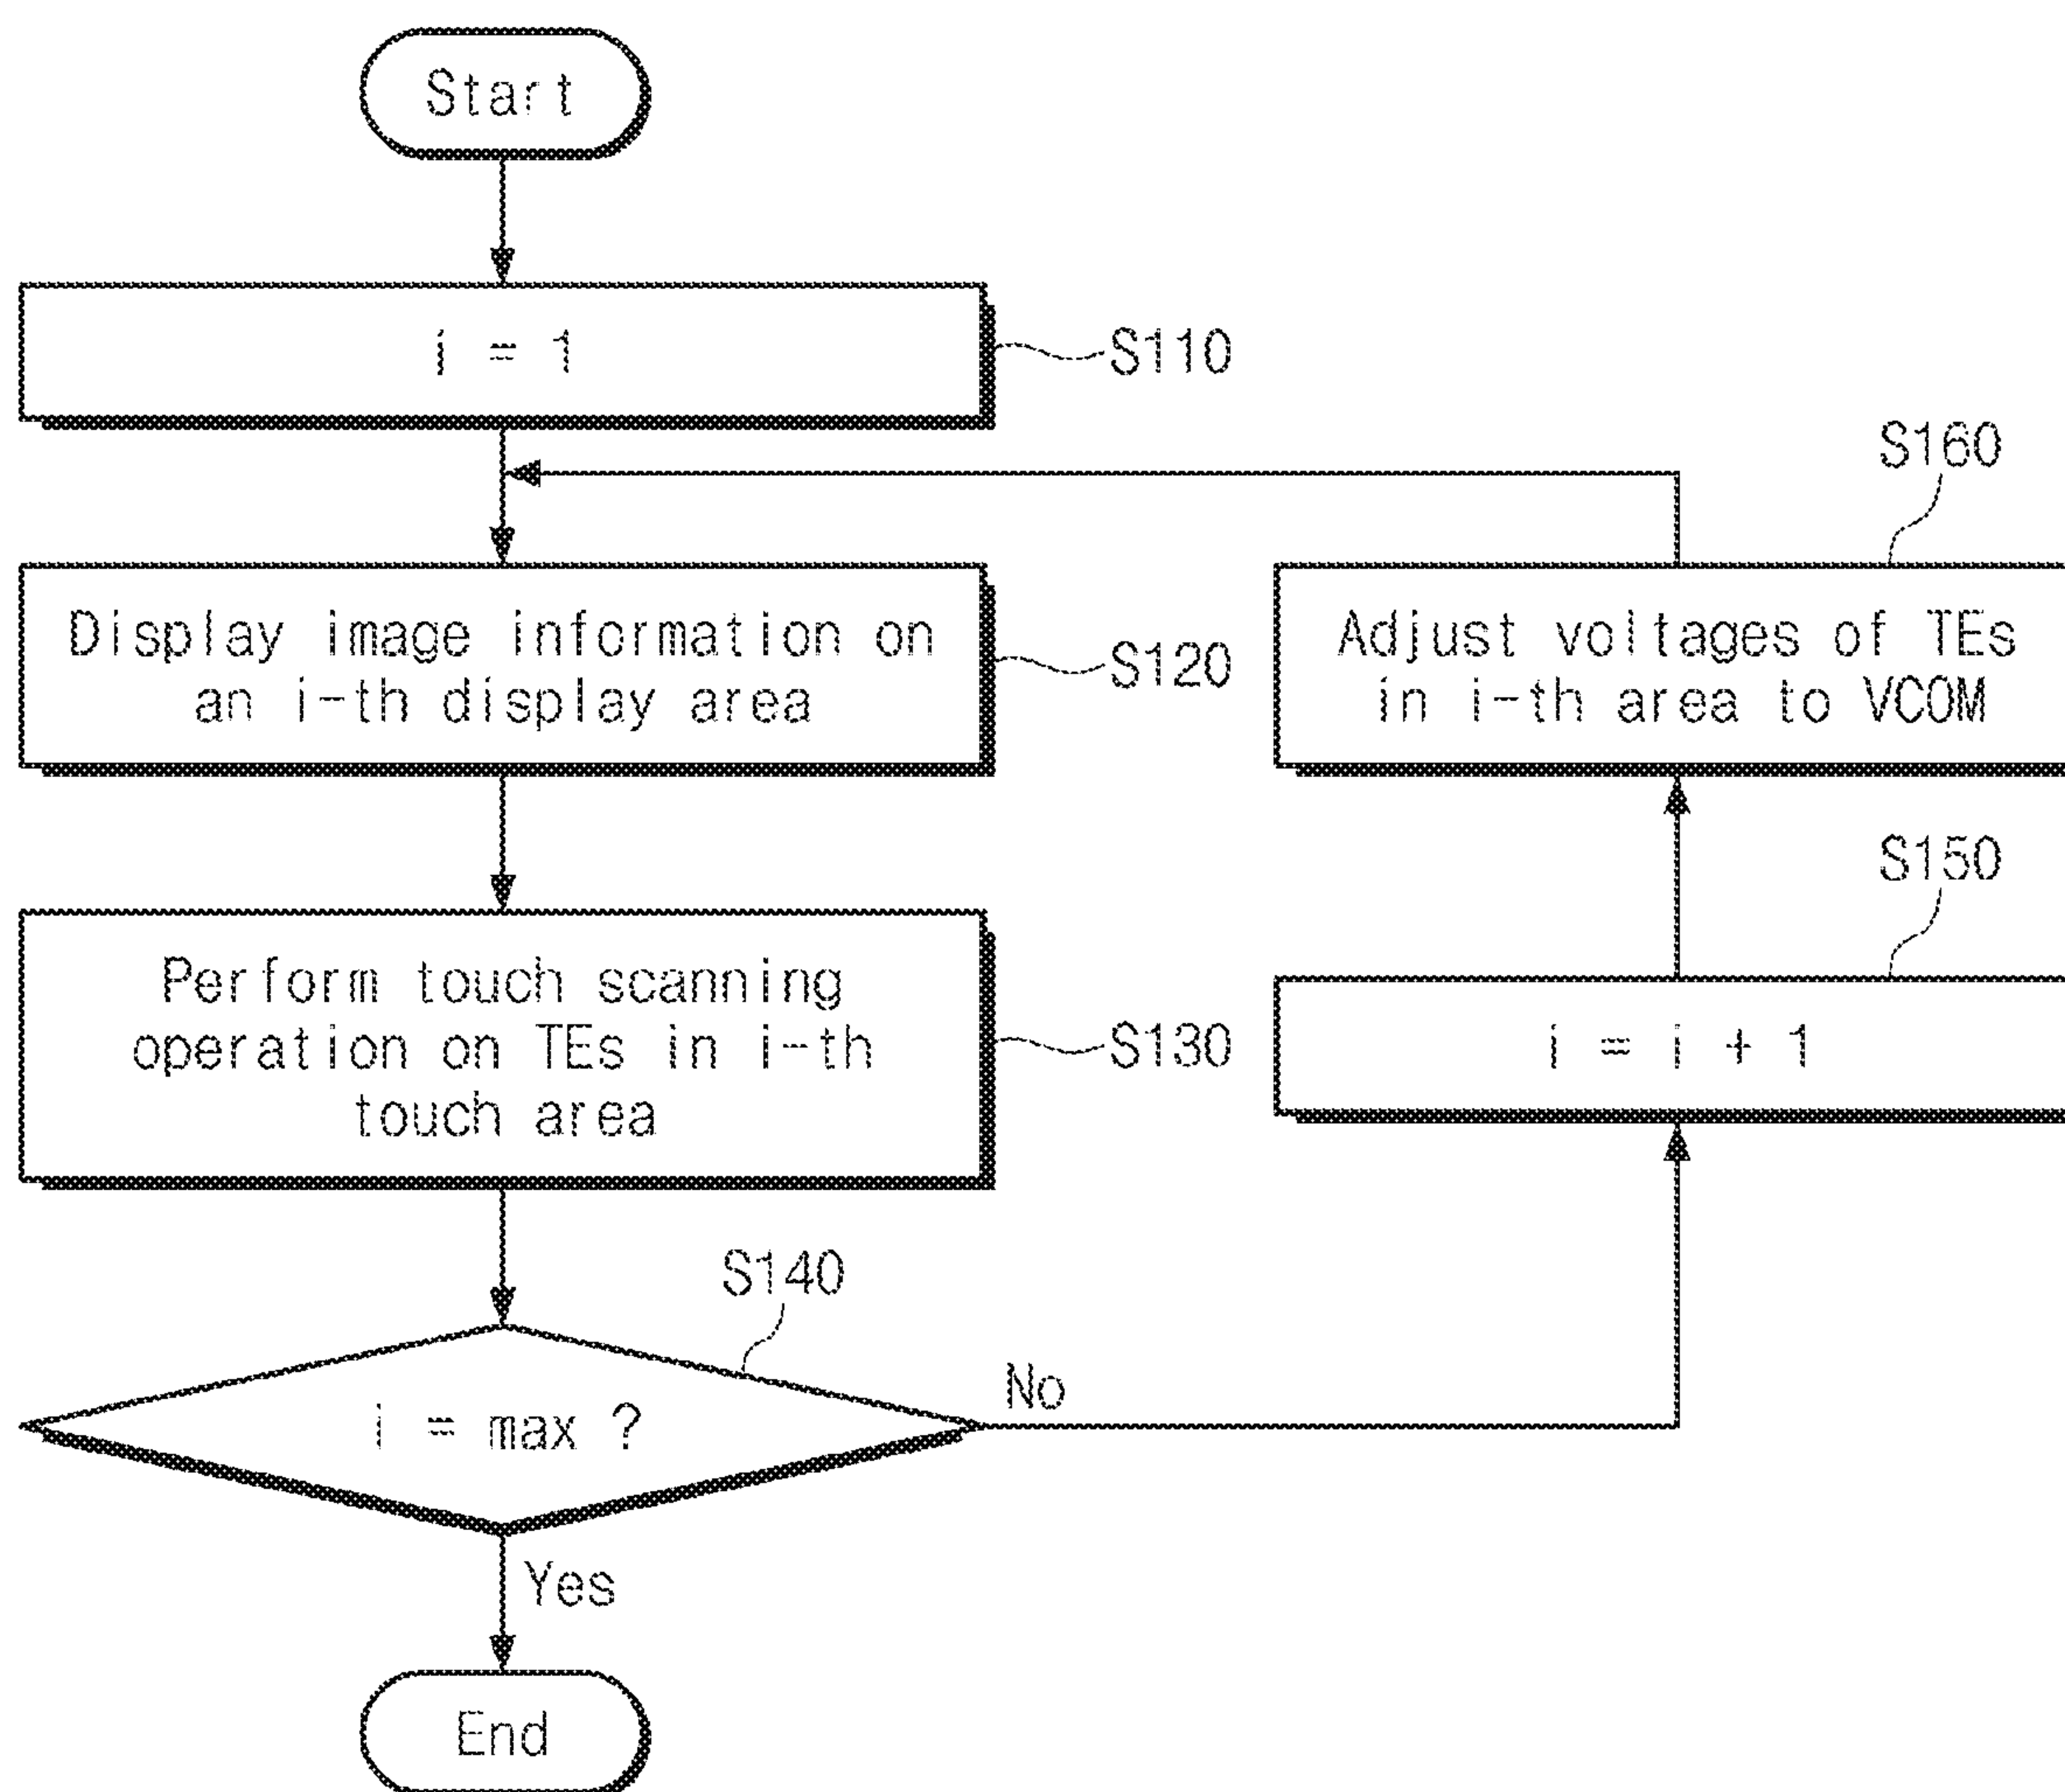 Start
i = 1
S110
S160
Display image information on
an i-th display area
S120
Adjust voltages of TEs
in i-th area to VCOM
S150
Perform touch scanning
operation on TEs in i-th
touch area
S130
i = i + 1
S140
No
i = max ?
Yes
End